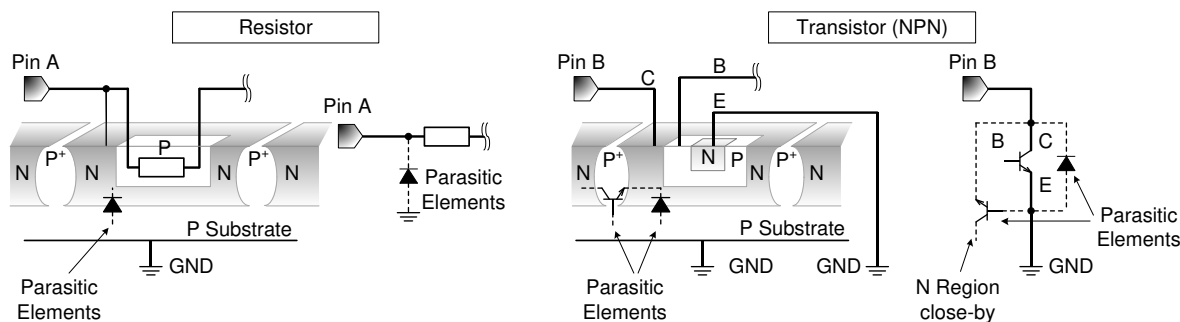 Resistor
Pin A
P
N
P⁺
N
N
P⁺
N
P Substrate
GND
Parasitic
Elements
Pin A
Parasitic
Elements
Transistor (NPN)
Pin B
C
B
E
N
P⁺
N
N
P
N
P⁺
N
P Substrate
GND
GND
Parasitic
Elements
Pin B
B
C
E
Parasitic
Elements
GND
N Region
close-by